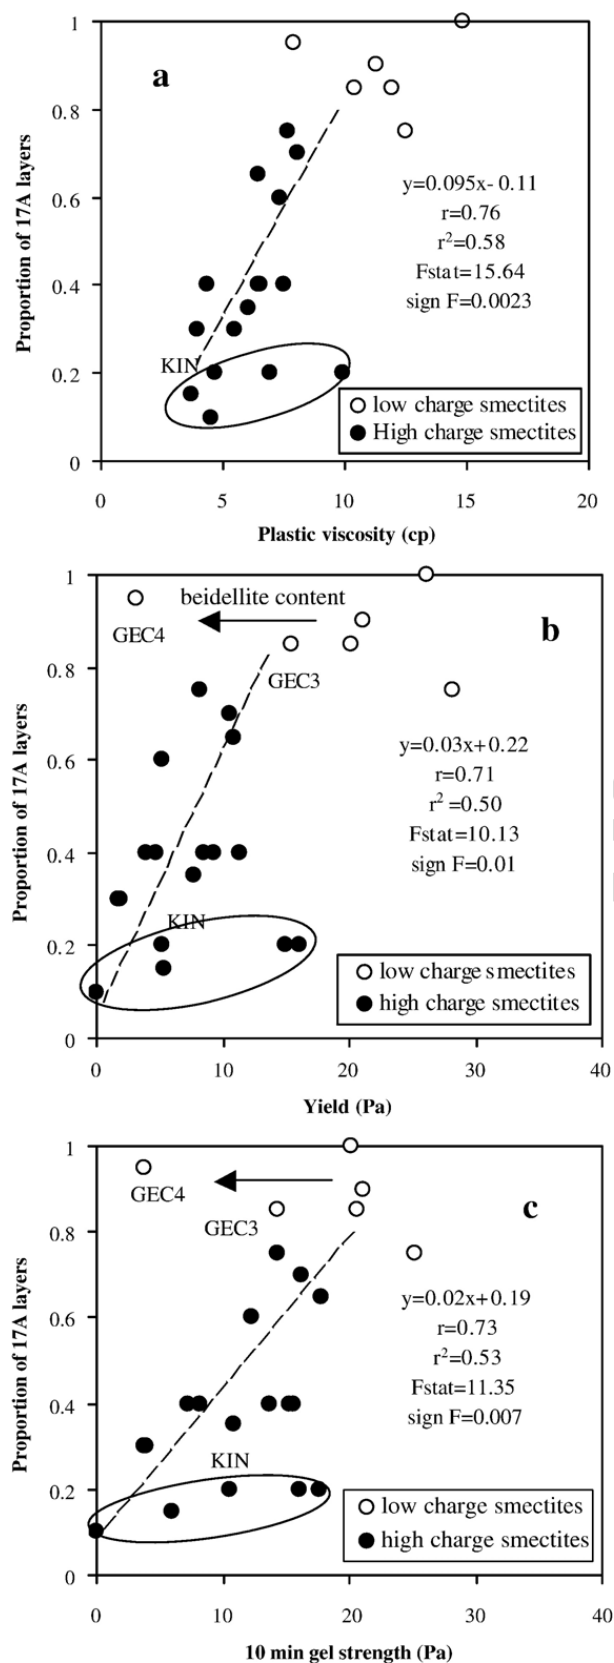 a
1
0.8
0.6
0.4
0.2
0
Proportion of 17A layers
y=0.095x- 0.11
r=0.76
r²=0.58
Fstat=15.64
sign F=0.0023
KIN
low charge smectites
High charge smectites
0 5 10 15 20
Plastic viscosity (cp)
b
1
0.8
0.6
0.4
0.2
0
Proportion of 17A layers
beidellite content
GEC4
GEC3
y=0.03x+0.22
r=0.71
r² =0.50
Fstat=10.13
sign F=0.01
KIN
low charge smectites
high charge smectites
0 10 20 30 40
Yield (Pa)
c
1
0.8
0.6
0.4
0.2
0
Proportion of 17A layers
GEC4
GEC3
y=0.02x+0.19
r=0.73
r²=0.53
Fstat=11.35
sign F=0.007
KIN
low charge smectites
high charge smectites
0 10 20 30 40
10 min gel strength (Pa)